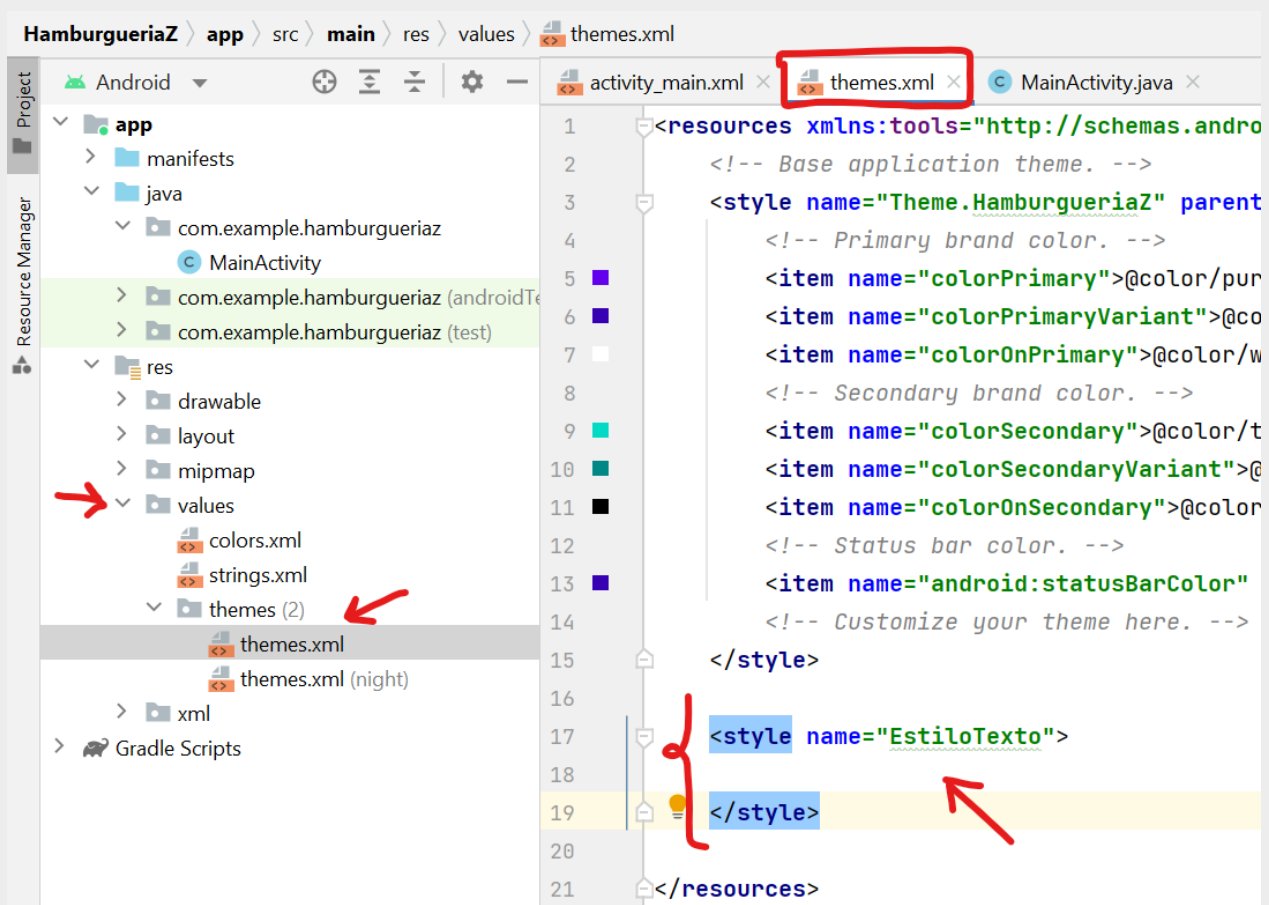 HamburgueriaZ > app > src > main > res > values > themes.xml
Project
Resource Manager
Android
app
manifests
java
com.example.hamburgueriaz
MainActivity
com.example.hamburgueriaz (androidTe
com.example.hamburgueriaz (test)
res
drawable
layout
mipmap
values
colors.xml
strings.xml
themes (2)
themes.xml
themes.xml (night)
xml
Gradle Scripts
activity_main.xml × themes.xml × C MainActivity.java ×
1 <resources xmlns:tools="http://schemas.andro
2 <!-- Base application theme. -->
3 <style name="Theme.HamburgueriaZ" parent
4 <!-- Primary brand color. -->
5 <item name="colorPrimary">@color/pur
6 <item name="colorPrimaryVariant">@co
7 <item name="colorOnPrimary">@color/w
8 <!-- Secondary brand color. -->
9 <item name="colorSecondary">@color/t
10 <item name="colorSecondaryVariant">@
11 <item name="colorOnSecondary">@color
12 <!-- Status bar color. -->
13 <item name="android:statusBarColor"
14 <!-- Customize your theme here. -->
15 </style>
16
17 <style name="EstiloTexto">
18
19 </style>
20
21 </resources>